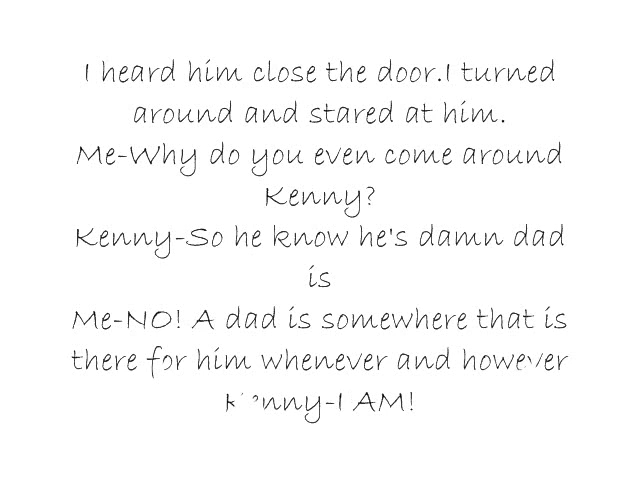 I heard him close the door.I turned
around and stared at him.
Me-Why do you even come around
Kenny?
Kenny-So he know he's damn dad
is
Me-NO! A dad is somewhere that is
there for him whenever and however
Kenny-I AM!